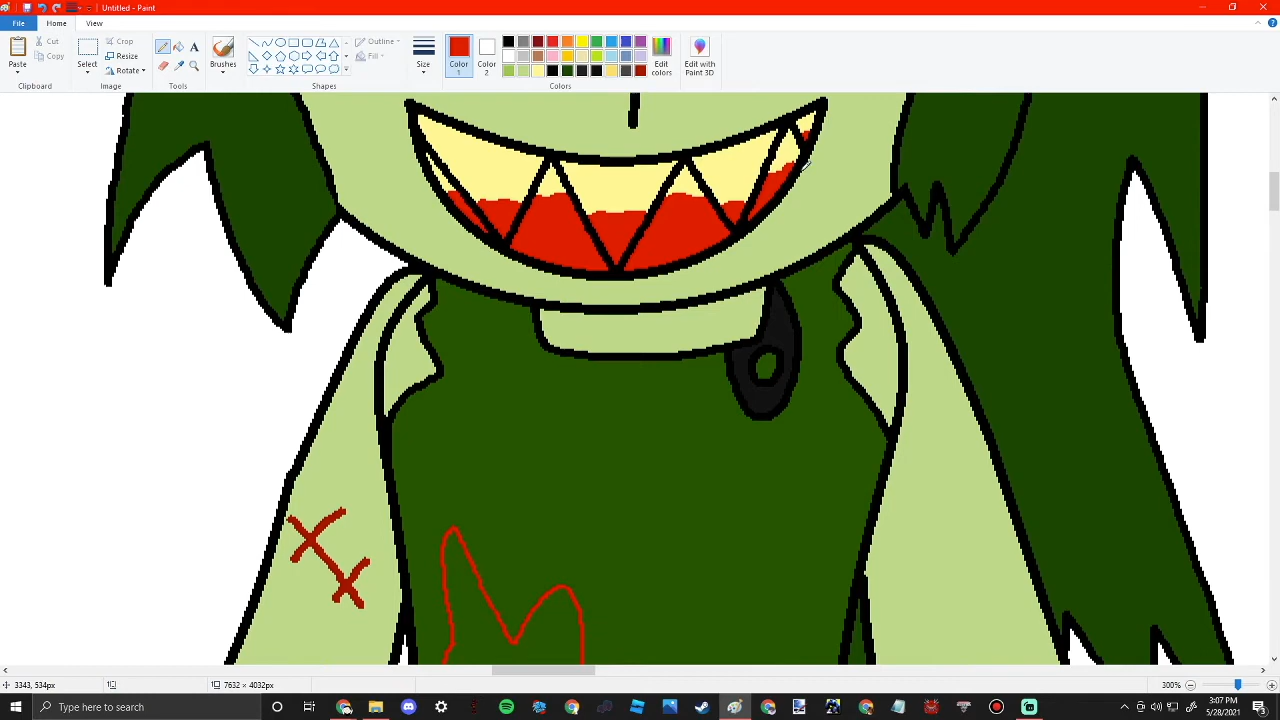 Untitled - Paint
File
Home
View
Paste
Cut
Copy
Clipboard
Select
Crop
Resize
Rotate
Image
Tools
Brushes
Shapes
Outline
Fill
Size
Color 1
Color 2
Edit colors
Colors
Edit with Paint 3D
3343, 534px
7632 × 4032px
300%
Type here to search
3:07 PM
5/28/2021